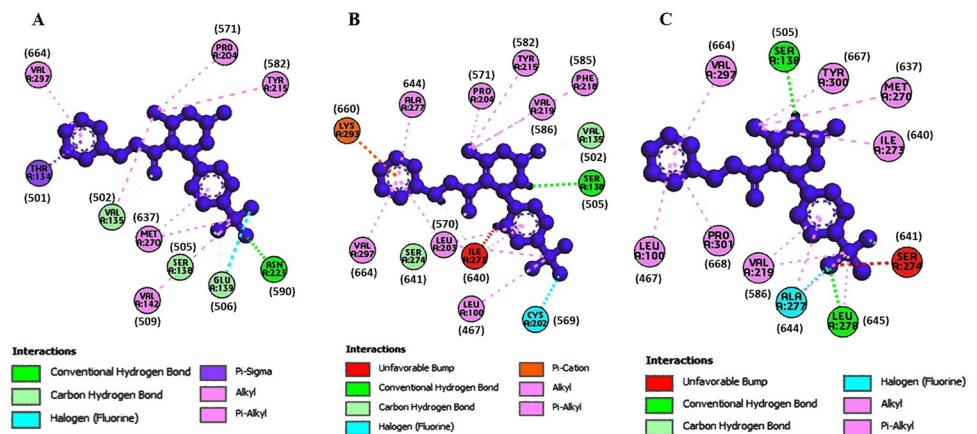 A
(571)
PRO
A:204
(664)
VAL
A:297
(582)
TYR
A:215
THR
A:134
(501)
(502)
VAL
A:135
(637)
MET
A:270
(505)
SER
A:138
GLU
A:139
(506)
ASN
A:223
(590)
VAL
A:142
(509)
Interactions
Conventional Hydrogen Bond
Carbon Hydrogen Bond
Halogen (Fluorine)
Pi-Sigma
Alkyl
Pi-Alkyl
B
(582)
TYR
A:215
(571)
PRO
A:204
(585)
PHE
A:218
644)
ALA
A:277
VAL
A:219
(586)
(660)
LYS
A:293
VAL
A:135
(502)
SER
A:138
(505)
(570)
LEU
A:203
VAL
A:297
(664)
SER
A:274
(641)
ILE
A:273
(640)
LEU
A:100
(467)
CYS
A:202
(569)
Interactions
Unfavorable Bump
Conventional Hydrogen Bond
Carbon Hydrogen Bond
Halogen (Fluorine)
Pi-Cation
Alkyl
Pi-Alkyl
C
(505)
SER
A:138
(664)
VAL
A:297
(667)
TYR
A:300
(637)
MET
A:270
ILE
A:273
(640)
LEU
A:100
(467)
PRO
A:301
(668)
VAL
A:219
(586)
(641)
SER
A:274
ALA
A:277
(644)
LEU
A:278
(645)
Interactions
Unfavorable Bump
Conventional Hydrogen Bond
Carbon Hydrogen Bond
Halogen (Fluorine)
Alkyl
Pi-Alkyl